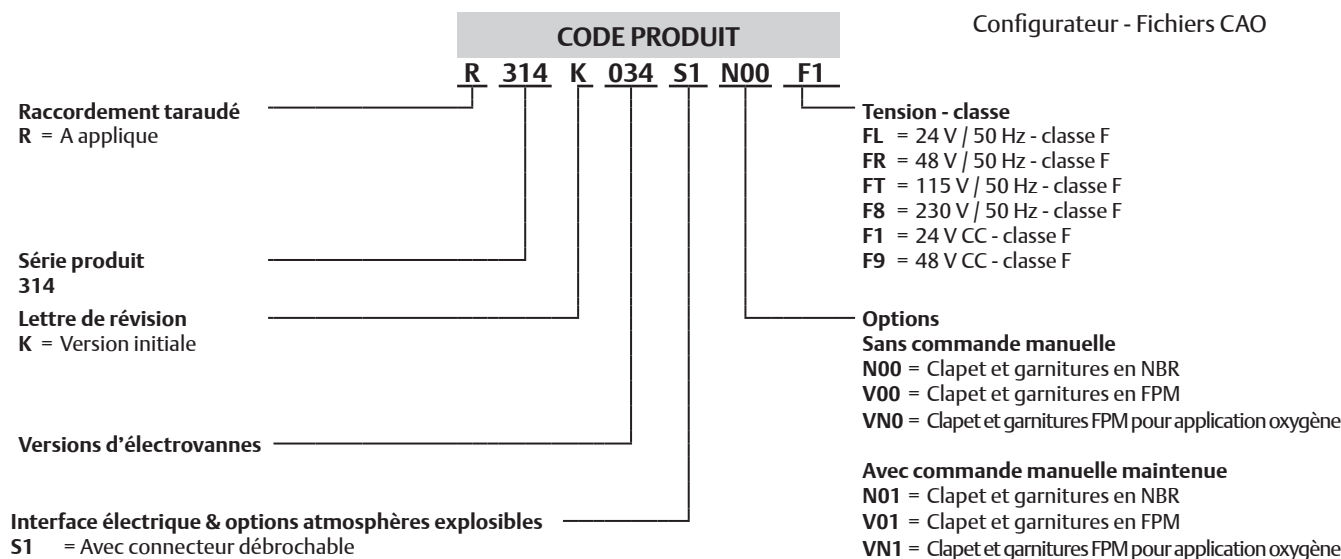 Configurateur - Fichiers CAO
CODE PRODUIT
R 314 K 034 S1 N00 F1
Raccordement taraudé
R = A applique
Série produit
314
Lettre de révision
K = Version initiale
Versions d'électrovannes
Interface électrique & options atmosphères explosibles
S1 = Avec connecteur débrochable
Tension - classe
FL = 24 V / 50 Hz - classe F
FR = 48 V / 50 Hz - classe F
FT = 115 V / 50 Hz - classe F
F8 = 230 V / 50 Hz - classe F
F1 = 24 V CC - classe F
F9 = 48 V CC - classe F
Options
Sans commande manuelle
N00 = Clapet et garnitures en NBR
V00 = Clapet et garnitures en FPM
VN0 = Clapet et garnitures FPM pour application oxygène
Avec commande manuelle maintenue
N01 = Clapet et garnitures en NBR
V01 = Clapet et garnitures en FPM
VN1 = Clapet et garnitures FPM pour application oxygène